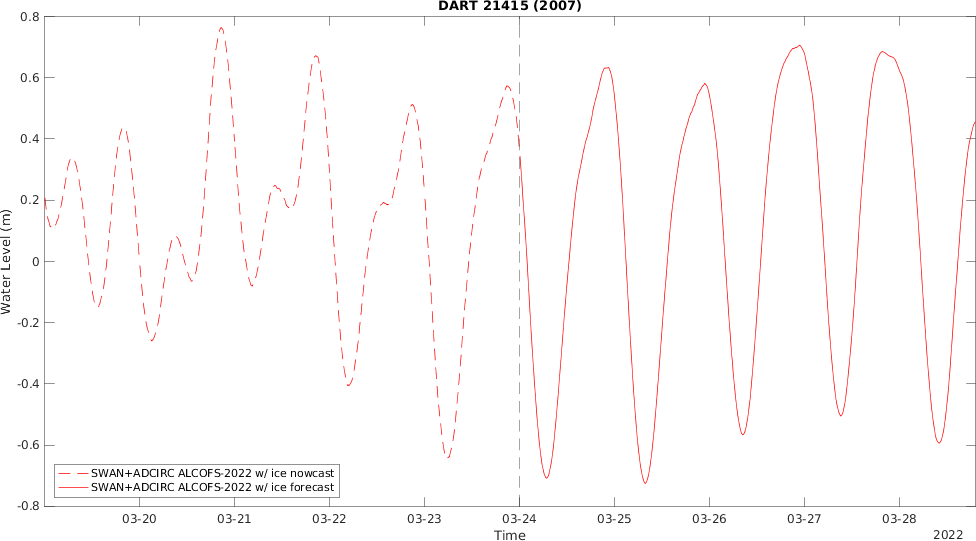 DART 21415 (2007)
0.8
0.6
0.4
0.2
0
-0.2
-0.4
-0.6
-0.8
Water Level (m)
SWAN+ADCIRC ALCOFS-2022 w/ ice nowcast
SWAN+ADCIRC ALCOFS-2022 w/ ice forecast
03-20 03-21 03-22 03-23 03-24 03-25 03-26 03-27 03-28
Time
2022